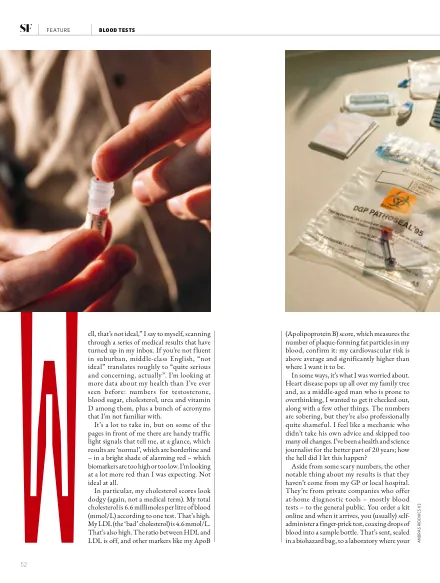 SF
FEATURE
BLOOD TESTS
DGP PATHOSEAL'95
W
ell, that's not ideal," I say to myself, scanning
through a series of medical results that have
turned up in my inbox. If you're not fluent
in suburban, middle-class English, "not
ideal" translates roughly to "quite serious
and concerning, actually". I'm looking at
more data about my health than I've ever
seen before: numbers for testosterone,
blood sugar, cholesterol, urea and vitamin
D among them, plus a bunch of acronyms
that I'm not familiar with.
It's a lot to take in, but on some of the
pages in front of me there are handy traffic
light signals that tell me, at a glance, which
results are 'normal', which are borderline and
– in a bright shade of alarming red – which
biomarkers are too high or too low. I'm looking
at a lot more red than I was expecting. Not
ideal at all.
In particular, my cholesterol scores look
dodgy (again, not a medical term). My total
cholesterol is 6.6 millimoles per litre of blood
(mmol/L) according to one test. That's high.
My LDL (the 'bad' cholesterol) is 4.6 mmol/L.
That's also high. The ratio between HDL and
LDL is off, and other markers like my ApoB
(Apolipoprotein B) score, which measures the
number of plaque-forming fat particles in my
blood, confirm it: my cardiovascular risk is
above average and significantly higher than
where I want it to be.
In some ways, it's what I was worried about.
Heart disease pops up all over my family tree
and, as a middle-aged man who is prone to
overthinking, I wanted to get it checked out,
along with a few other things. The numbers
are sobering, but they're also professionally
quite shameful. I feel like a mechanic who
didn't take his own advice and skipped too
many oil changes. I've been a health and science
journalist for the better part of 20 years; how
the hell did I let this happen?
Aside from some scary numbers, the other
notable thing about my results is that they
haven't come from my GP or local hospital.
They're from private companies who offer
at-home diagnostic tools – mostly blood
tests – to the general public. You order a kit
online and when it arrives, you (usually) self-
administer a finger-prick test, coaxing drops of
blood into a sample bottle. That's sent, sealed
in a biohazard bag, to a laboratory where your
52